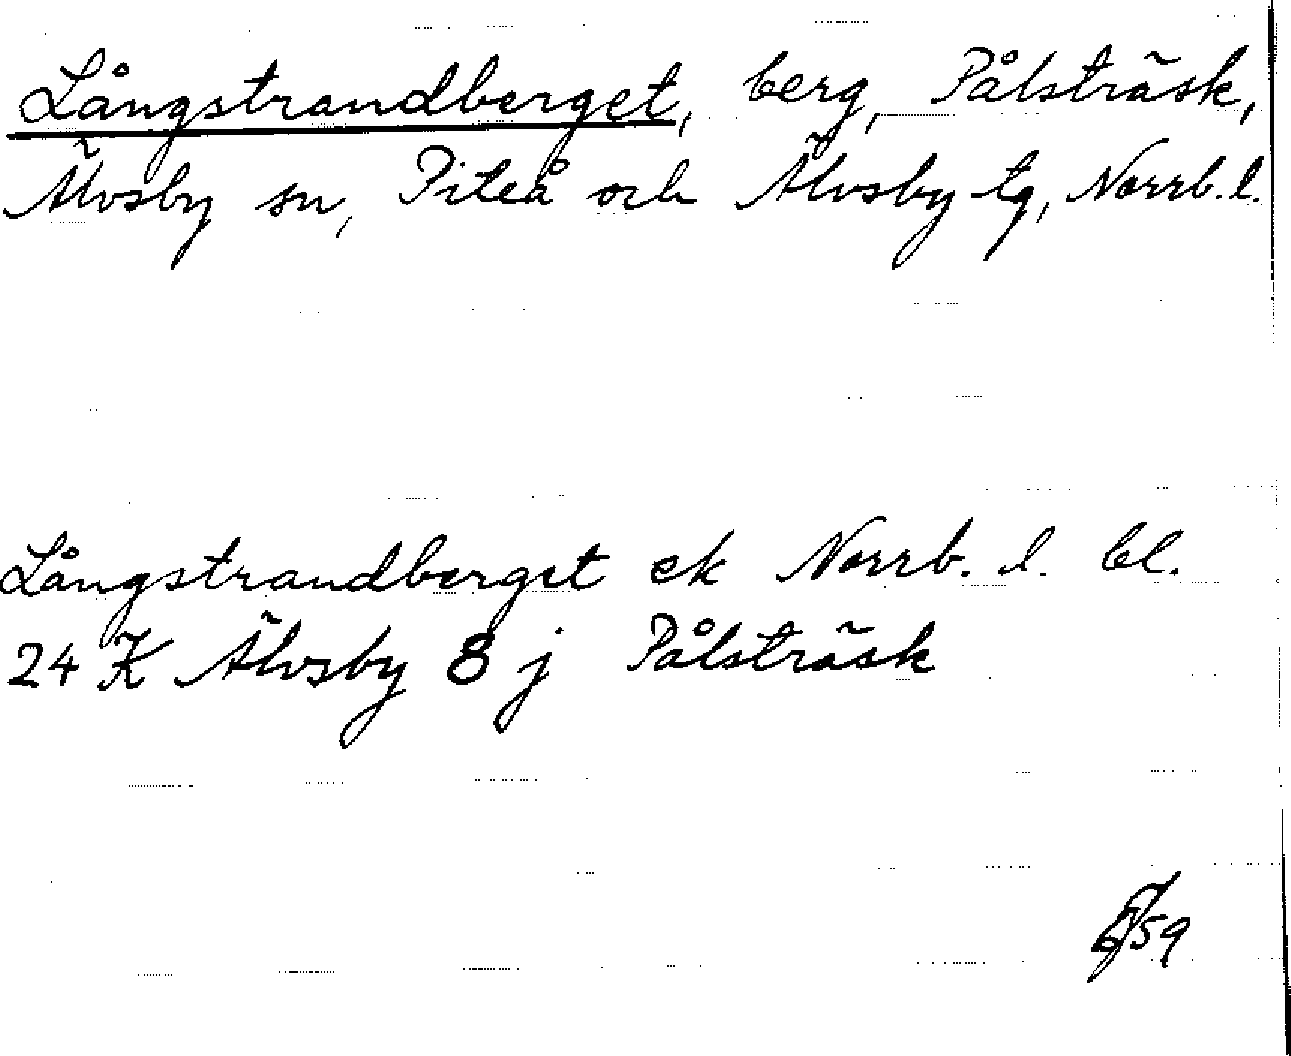 Långstrandberget, berg, Pålsträsk,
Älvsby sn, Piteå och Älvsby tg, Norrb. l.
Långstrandberget ek Norrb. l. bl.
24 K Älvsby 8 j Pålsträsk